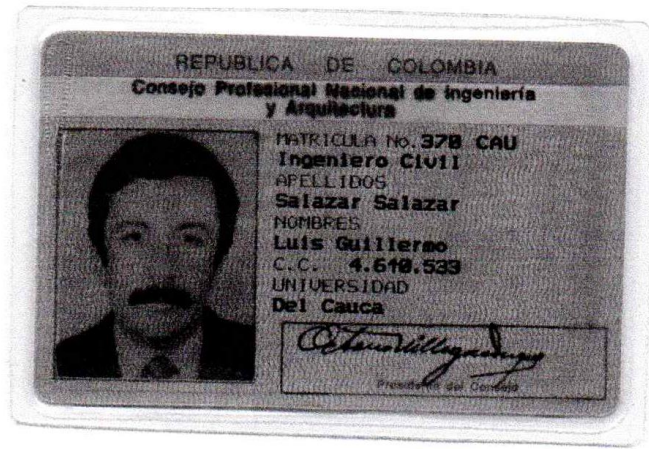 REPUBLICA DE COLOMBIA
Consejo Profesional Nacional de Ingeniería
y Arquitectura
MATRICULA No. 370 CAU
Ingeniero Civil
APELLIDOS
Salazar Salazar
NOMBRES
Luis Guillermo
C.C. 4.610.533
UNIVERSIDAD
Del Cauca
Presidente del Consejo